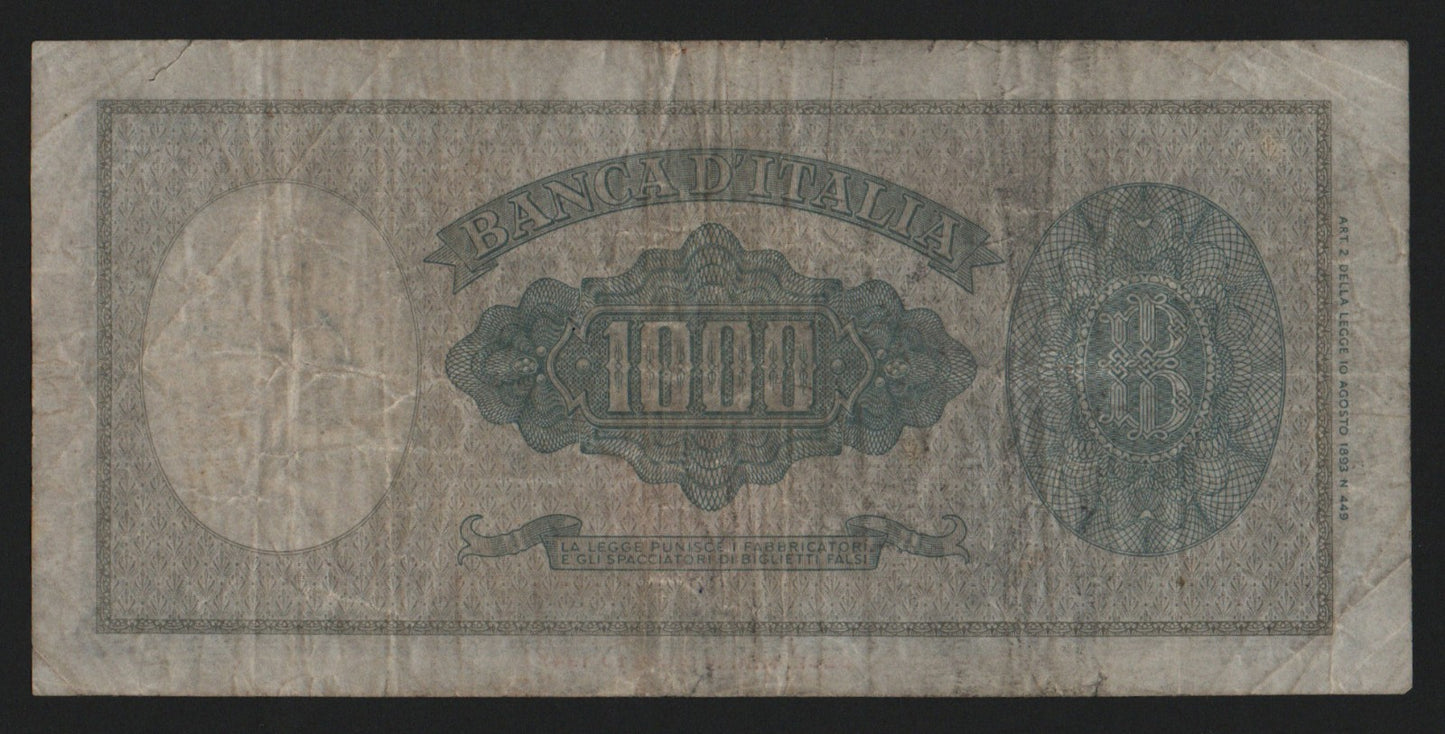 BANCA D'ITALIA
1000
B
LA LEGGE PUNISCE I FABBRICATORI
E GLI SPACCIATORI DI BIGLIETTI FALSI
ART. 2 DELLA LEGGE 10 AGOSTO 1893 N 449